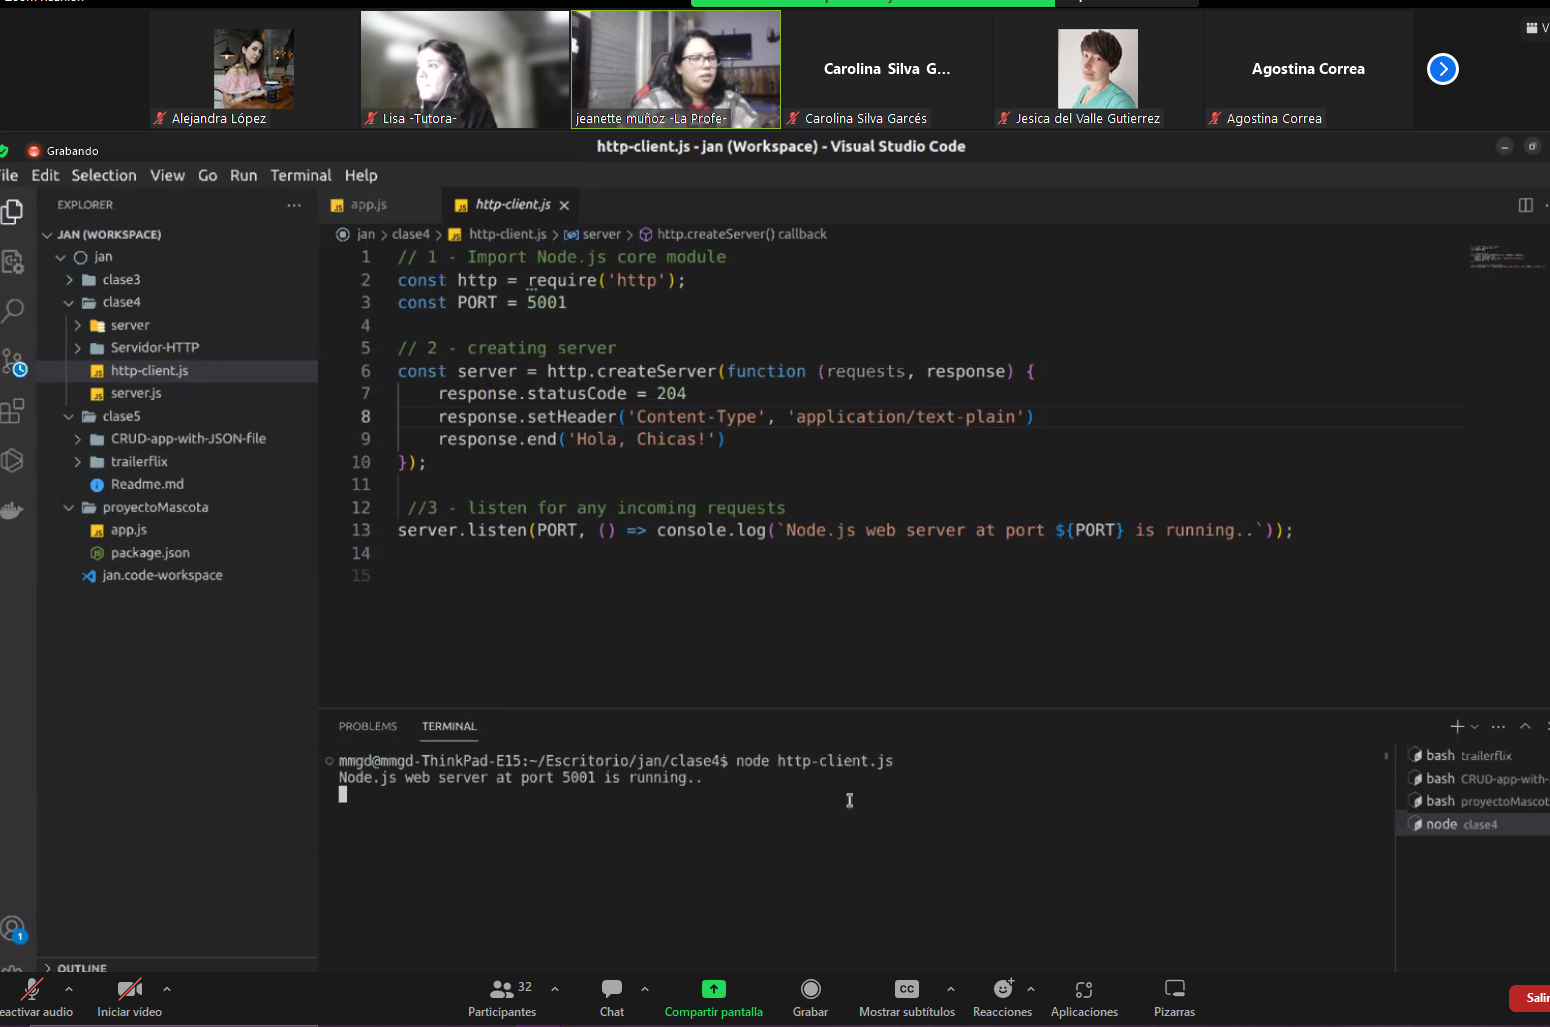 Carolina Silva G...
Agostina Correa
Alejandra López
Lisa -Tutora-
jeanette muñoz -La Profe-
Carolina Silva Garcés
Jesica del Valle Gutierrez
Agostina Correa
Grabando
http-client.js - jan (Workspace) - Visual Studio Code
ile Edit Selection View Go Run Terminal Help
EXPLORER
JAN (WORKSPACE)
jan
clase3
clase4
server
Servidor-HTTP
http-client.js
server.js
clase5
CRUD-app-with-JSON-file
trailerflix
Readme.md
proyectoMascota
app.js
package.json
jan.code-workspace
OUTLINE
app.js
http-client.js
jan > clase4 > http-client.js > server > http.createServer() callback
1 // 1 - Import Node.js core module
2 const http = require('http');
3 const PORT = 5001
4
5 // 2 - creating server
6 const server = http.createServer(function (requests, response) {
7 response.statusCode = 204
8 response.setHeader('Content-Type', 'application/text-plain')
9 response.end('Hola, Chicas!')
10 });
11
12 //3 - listen for any incoming requests
13 server.listen(PORT, () => console.log(`Node.js web server at port ${PORT} is running..`));
14
15
PROBLEMS TERMINAL
mmgd@mmgd-ThinkPad-E15:~/Escritorio/jan/clase4$ node http-client.js
Node.js web server at port 5001 is running..
bash trailerflix
bash CRUD-app-with-
bash proyectoMascot
node clase4
1
eactivar audio
Iniciar vídeo
32
Participantes
Chat
Compartir pantalla
Grabar
CC
Mostrar subtítulos
Reacciones
Aplicaciones
Pizarras
Salir